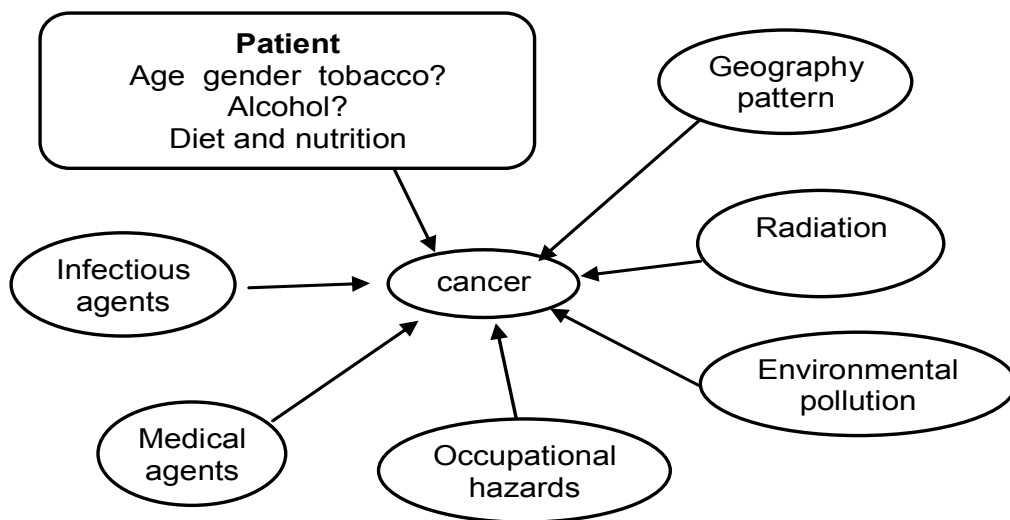 Patient
Age gender tobacco?
Alcohol?
Diet and nutrition
Geography
pattern
Radiation
Infectious
agents
cancer
Environmental
pollution
Medical
agents
Occupational
hazards